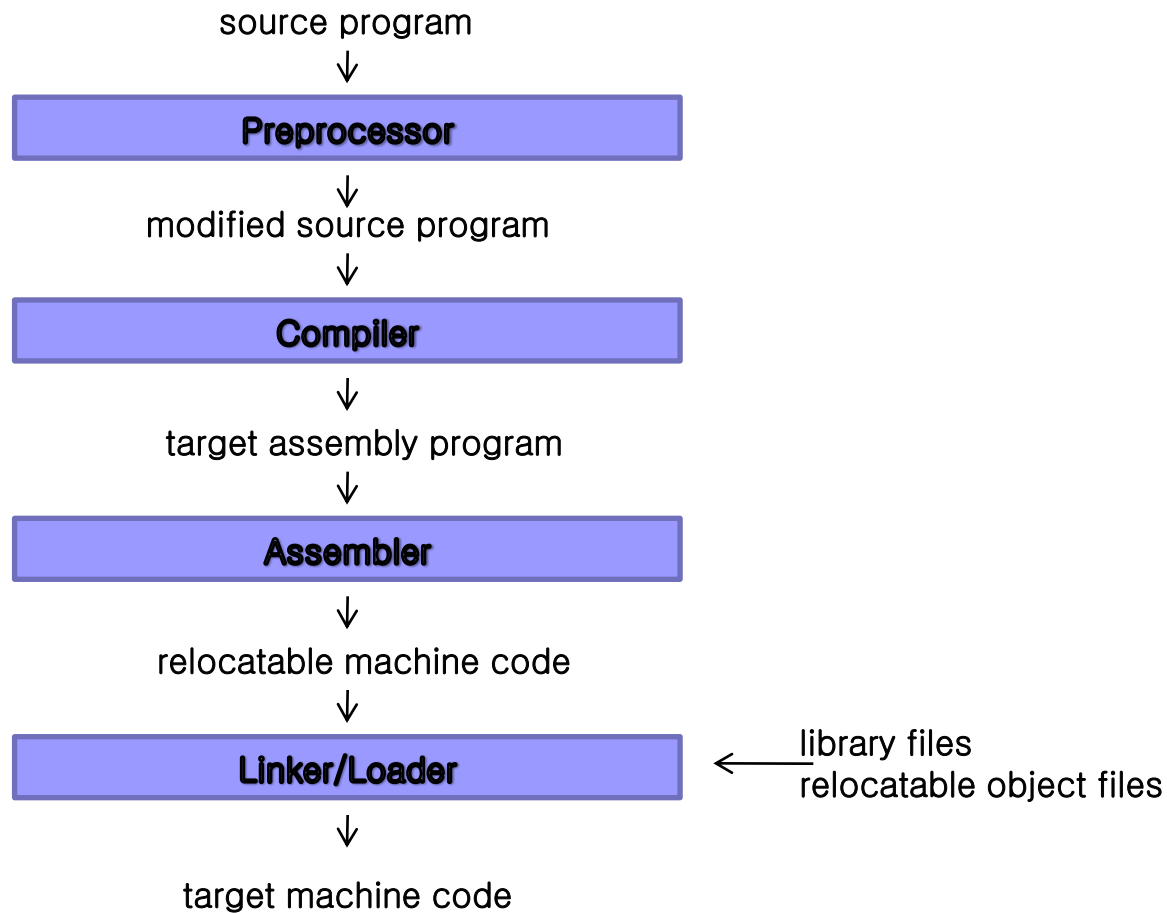 source program
Preprocessor
modified source program
Compiler
target assembly program
Assembler
relocatable machine code
Linker/Loader
library files
relocatable object files
target machine code